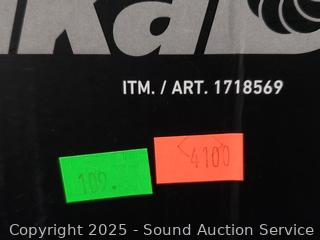 ITM. / ART. 1718569
109.
4100
Copyright © 2025 - Sound Auction Service